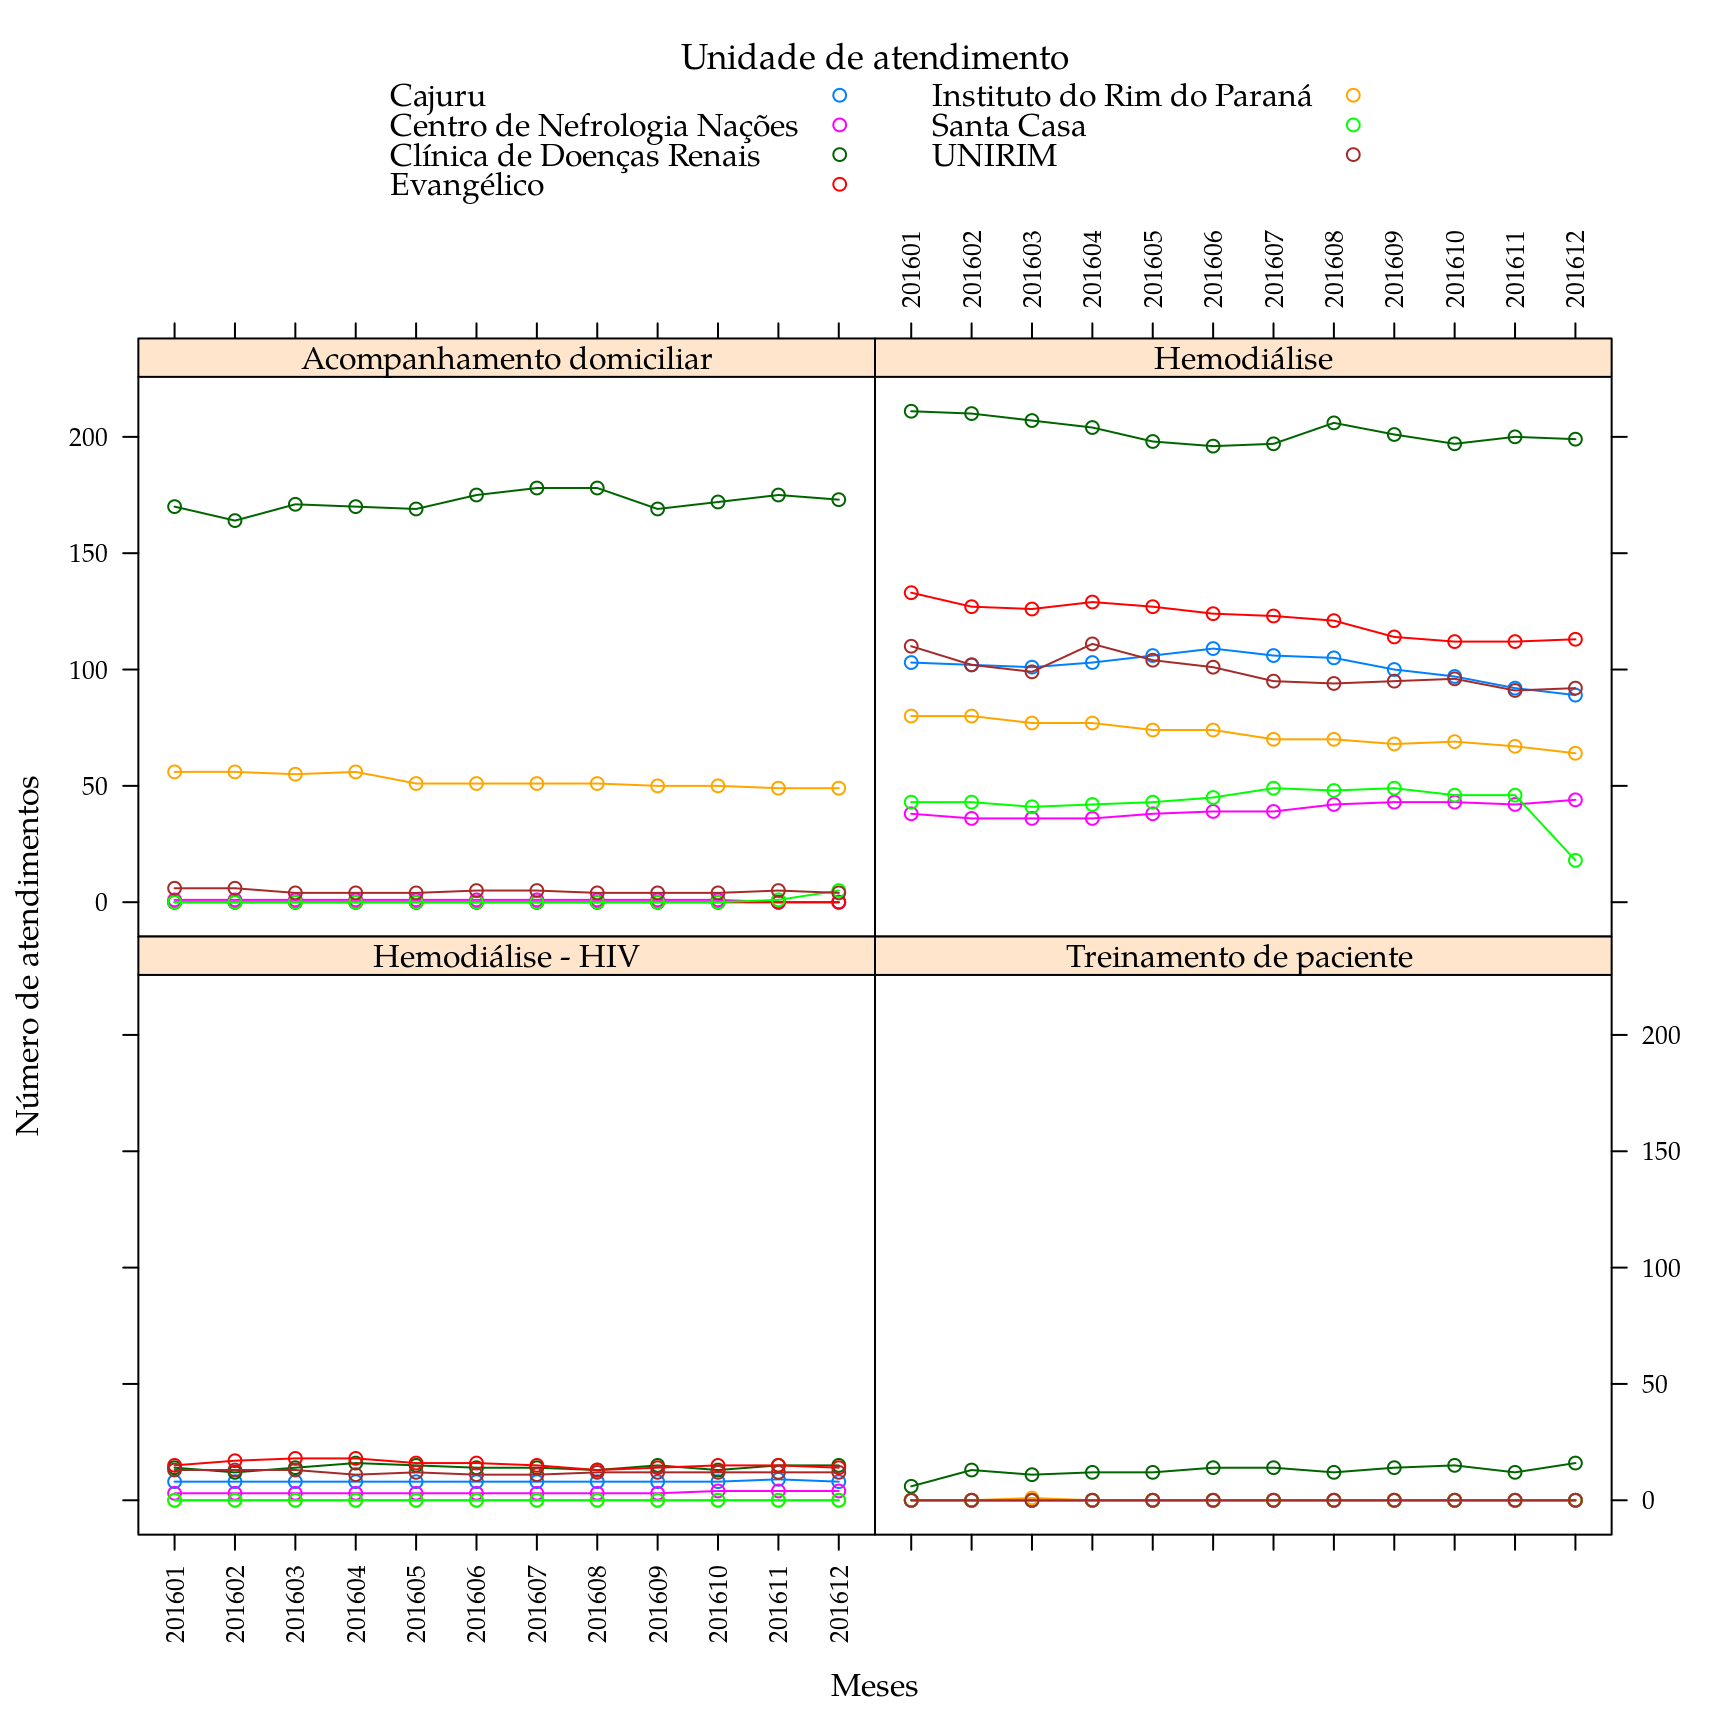 Unidade de atendimento
Cajuru
Centro de Nefrologia Nações
Clínica de Doenças Renais
Evangélico
Instituto do Rim do Paraná
Santa Casa
UNIRIM
201601 201602 201603 201604 201605 201606 201607 201608 201609 201610 201611 201612
Acompanhamento domiciliar
Hemodiálise
200
150
100
50
0
Hemodiálise - HIV
Treinamento de paciente
200
150
100
50
0
Número de atendimentos
201601 201602 201603 201604 201605 201606 201607 201608 201609 201610 201611 201612
Meses